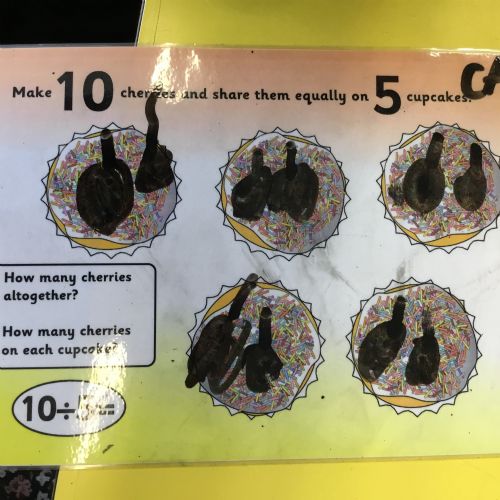 Make 10 cherries and share them equally on 5 cupcakes.
How many cherries
altogether?
How many cherries
on each cupcake?
10÷5=